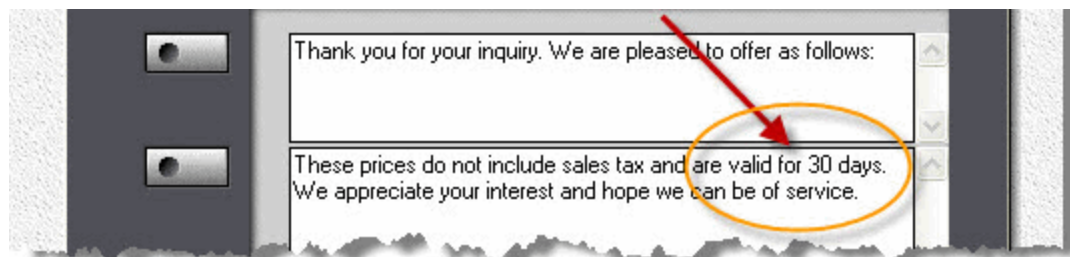 Thank you for your inquiry. We are pleased to offer as follows:
These prices do not include sales tax and are valid for 30 days.
We appreciate your interest and hope we can be of service.